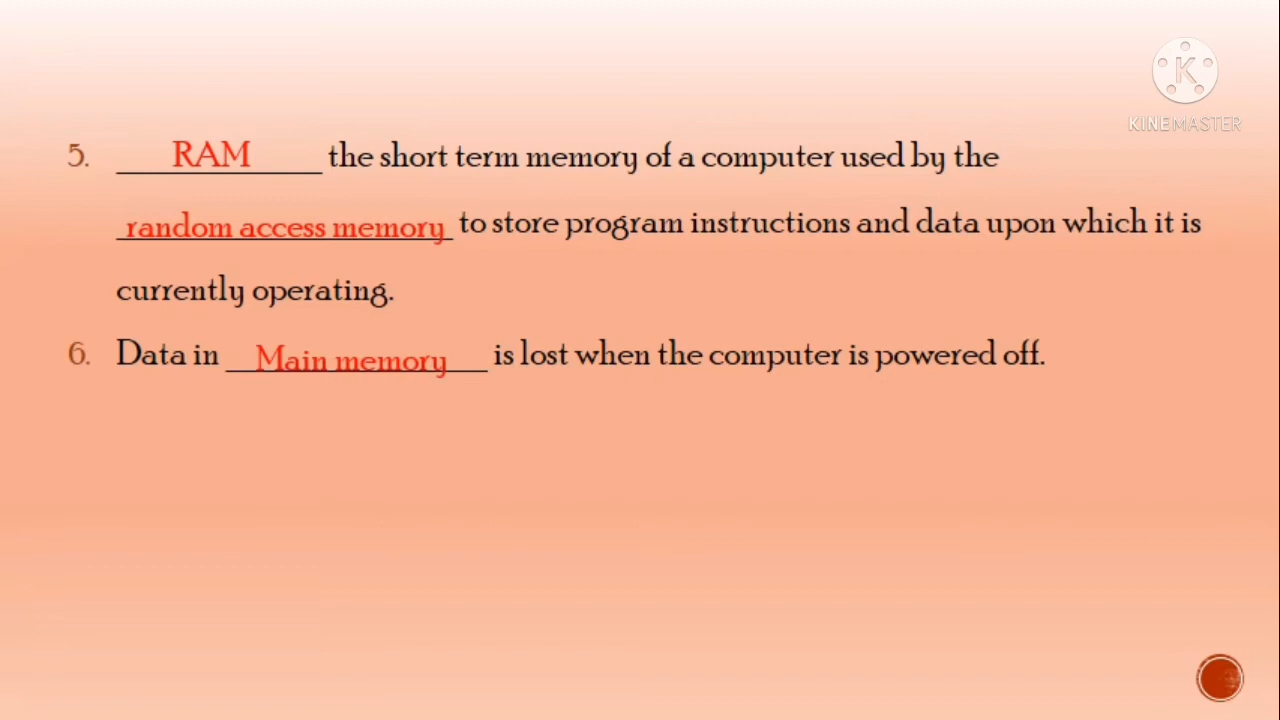 KINEMASTER
5. RAM the short term memory of a computer used by the
random access memory to store program instructions and data upon which it is
currently operating.
6. Data in Main memory is lost when the computer is powered off.